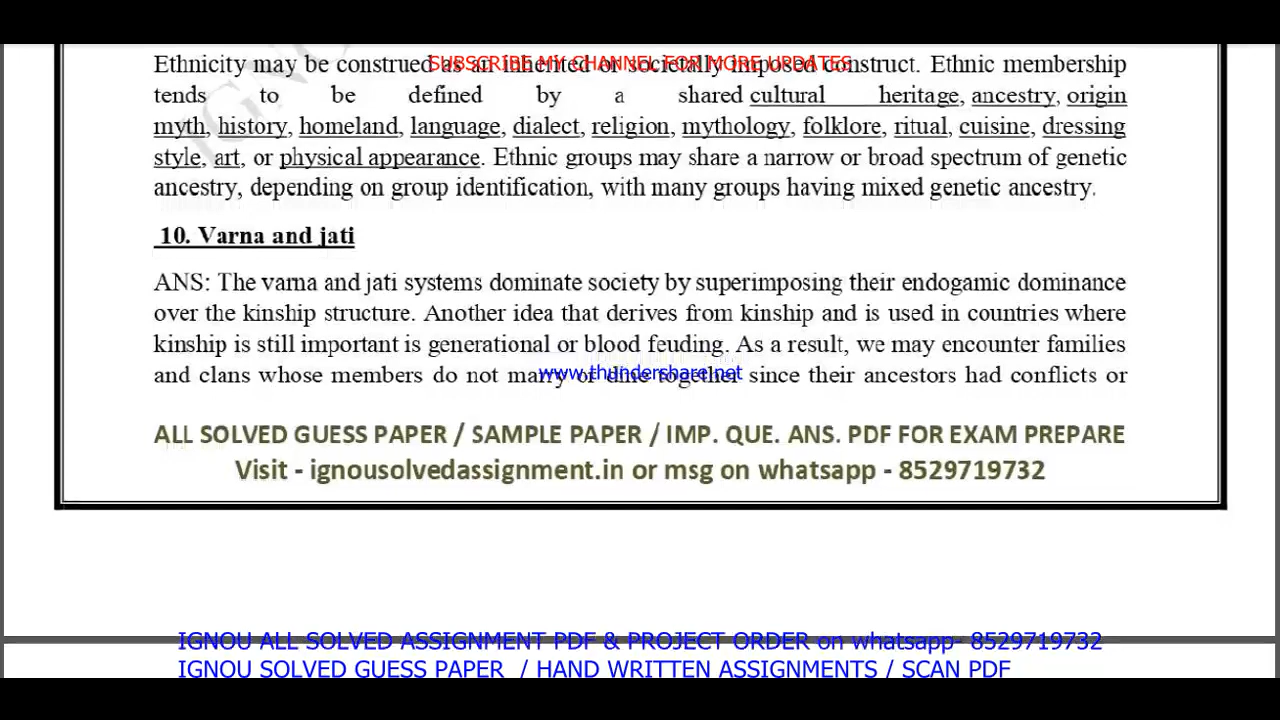 Ethnicity may be construed as an inherited or societally imposed construct. Ethnic membership
SUBSCRIBE MY CHANNEL FOR MORE UPDATES
tends to be defined by a shared cultural heritage, ancestry, origin
myth, history, homeland, language, dialect, religion, mythology, folklore, ritual, cuisine, dressing
style, art, or physical appearance. Ethnic groups may share a narrow or broad spectrum of genetic
ancestry, depending on group identification, with many groups having mixed genetic ancestry.
10. Varna and jati
ANS: The varna and jati systems dominate society by superimposing their endogamic dominance
over the kinship structure. Another idea that derives from kinship and is used in countries where
kinship is still important is generational or blood feuding. As a result, we may encounter families
and clans whose members do not marry or dine together since their ancestors had conflicts or
www.thundershare.net
ALL SOLVED GUESS PAPER / SAMPLE PAPER / IMP. QUE. ANS. PDF FOR EXAM PREPARE
Visit - ignousolvedassignment.in or msg on whatsapp - 8529719732
IGNOU ALL SOLVED ASSIGNMENT PDF & PROJECT ORDER on whatsapp- 8529719732
IGNOU SOLVED GUESS PAPER / HAND WRITTEN ASSIGNMENTS / SCAN PDF